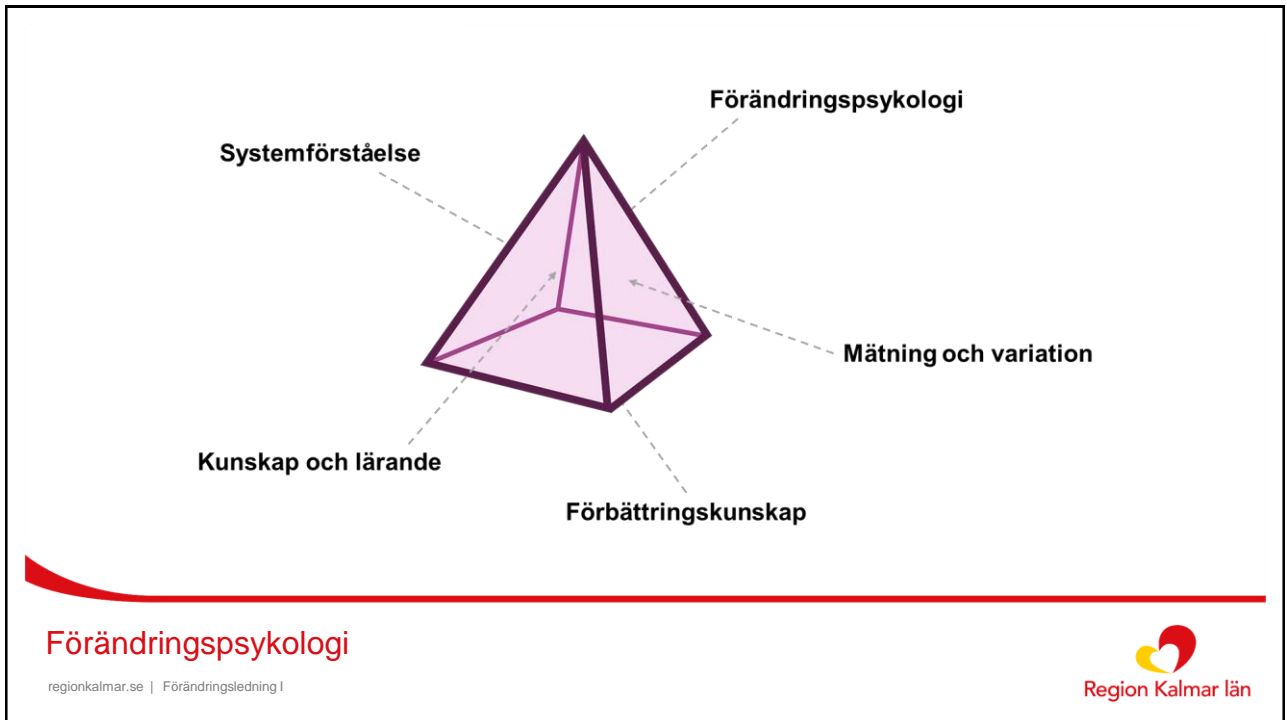 Förändringspsykologi
Systemförståelse
Mätning och variation
Kunskap och lärande
Förbättringskunskap
Förändringspsykologi
regionkalmar.se | Förändringsledning I
Region Kalmar län